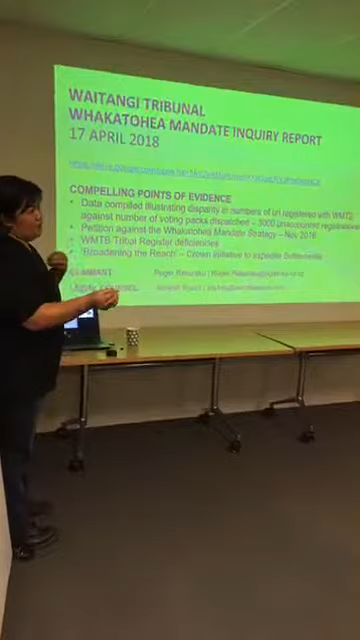 WAITANGI TRIBUNAL
WHAKATOHEA MANDATE INQUIRY REPORT
17 APRIL 2018
COMPELLING POINTS OF EVIDENCE
• Data compiled illustrating disparity in numbers of iri registered with WMTB
against number of voting packs dispatched – 3000 unaccounted registrations
• Petition against the Whakatohea Mandate Strategy – Nov 2016
• WMTB Tribal Register deficiencies
• 'Broadening the Reach' – Crown initiative to expedite Settlements
CLAIMANT